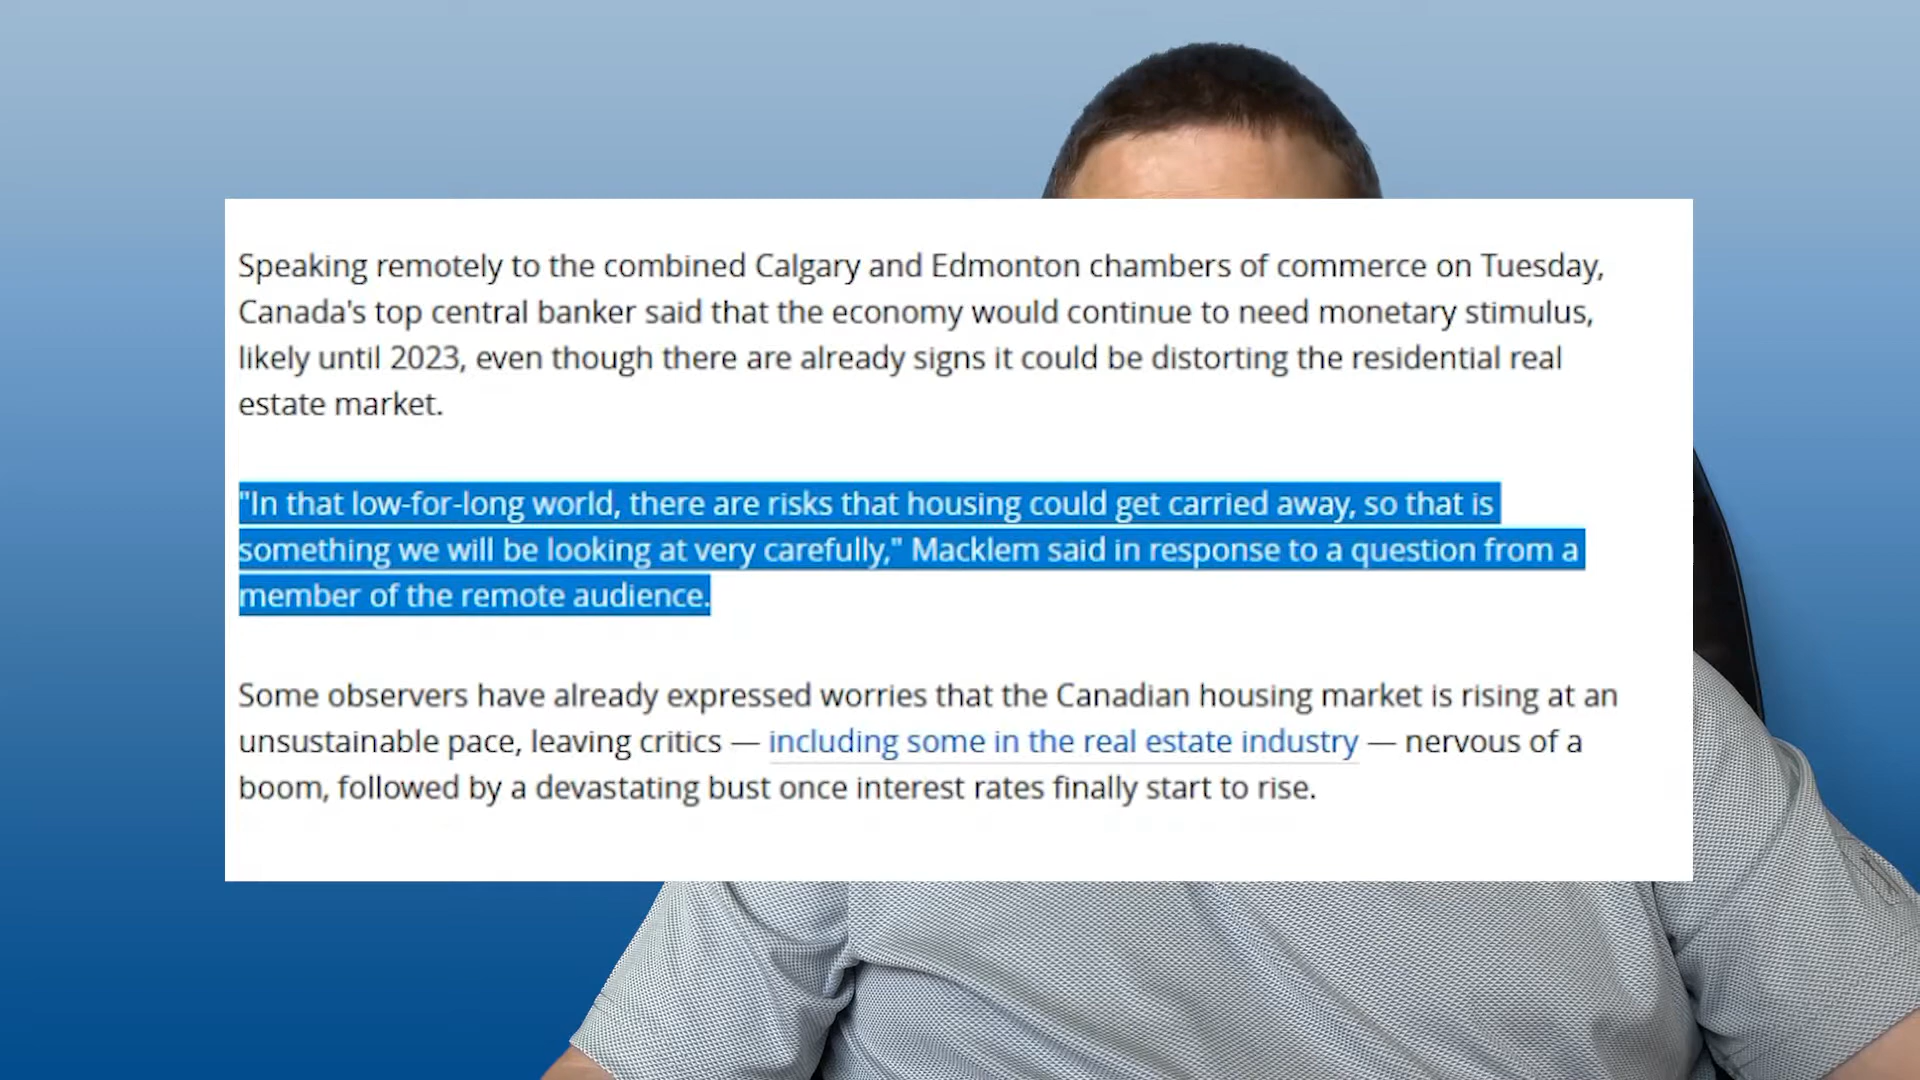 Speaking remotely to the combined Calgary and Edmonton chambers of commerce on Tuesday,
Canada's top central banker said that the economy would continue to need monetary stimulus,
likely until 2023, even though there are already signs it could be distorting the residential real
estate market.
"In that low-for-long world, there are risks that housing could get carried away, so that is
something we will be looking at very carefully," Macklem said in response to a question from a
member of the remote audience.
Some observers have already expressed worries that the Canadian housing market is rising at an
unsustainable pace, leaving critics — including some in the real estate industry — nervous of a
boom, followed by a devastating bust once interest rates finally start to rise.